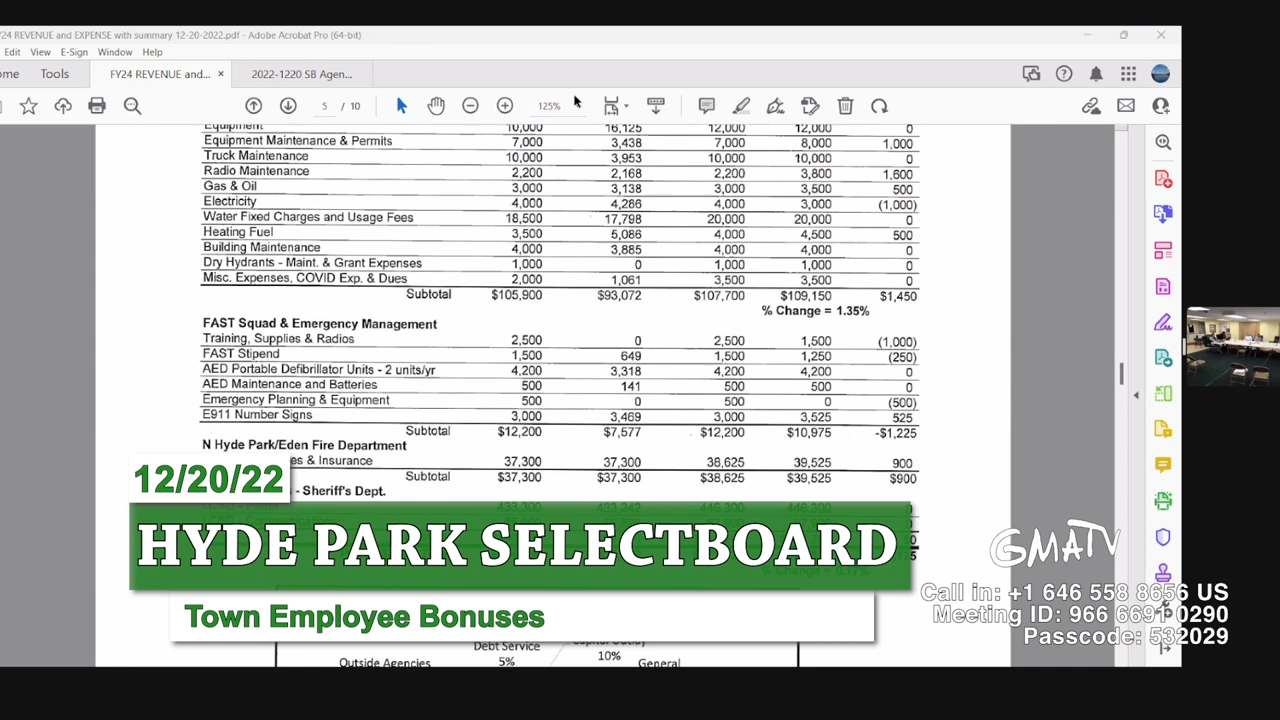 Y24 REVENUE and EXPENSE with summary 12-20-2022.pdf - Adobe Acrobat Pro (64-bit)
Edit View E-Sign Window Help
ome Tools FY24 REVENUE and... × 2022-1220 SB Agen...
5 / 10 125%
Equipment 10,000 16,125 12,000 12,000 0
Equipment Maintenance & Permits 7,000 3,438 7,000 8,000 1,000
Truck Maintenance 10,000 3,953 10,000 10,000 0
Radio Maintenance 2,200 2,168 2,200 3,800 1,600
Gas & Oil 3,000 3,138 3,000 3,500 500
Electricity 4,000 4,286 4,000 3,000 (1,000)
Water Fixed Charges and Usage Fees 18,500 17,798 20,000 20,000 0
Heating Fuel 3,500 5,086 4,000 4,500 500
Building Maintenance 4,000 3,885 4,000 4,000 0
Dry Hydrants - Maint. & Grant Expenses 1,000 0 1,000 1,000 0
Misc. Expenses, COVID Exp. & Dues 2,000 1,061 3,500 3,500 0
Subtotal $105,900 $93,072 $107,700 $109,150 $1,450
% Change = 1.35%
FAST Squad & Emergency Management
Training, Supplies & Radios 2,500 0 2,500 1,500 (1,000)
FAST Stipend 1,500 649 1,500 1,250 (250)
AED Portable Defibrillator Units - 2 units/yr 4,200 3,318 4,200 4,200 0
AED Maintenance and Batteries 500 141 500 500 0
Emergency Planning & Equipment 500 0 500 0 (500)
E911 Number Signs 3,000 3,469 3,000 3,525 525
Subtotal $12,200 $7,577 $12,200 $10,975 -$1,225
N Hyde Park/Eden Fire Department
es & Insurance 37,300 37,300 38,625 39,525 900
Subtotal $37,300 $37,300 $38,625 $39,525 $900
- Sheriff's Dept.
12/20/22
HYDE PARK SELECTBOARD
Town Employee Bonuses
GMATV
Call in: +1 646 558 8656 US
Meeting ID: 966 6691 0290
Passcode: 532029
Debt Service
Outside Agencies 5% 10% General